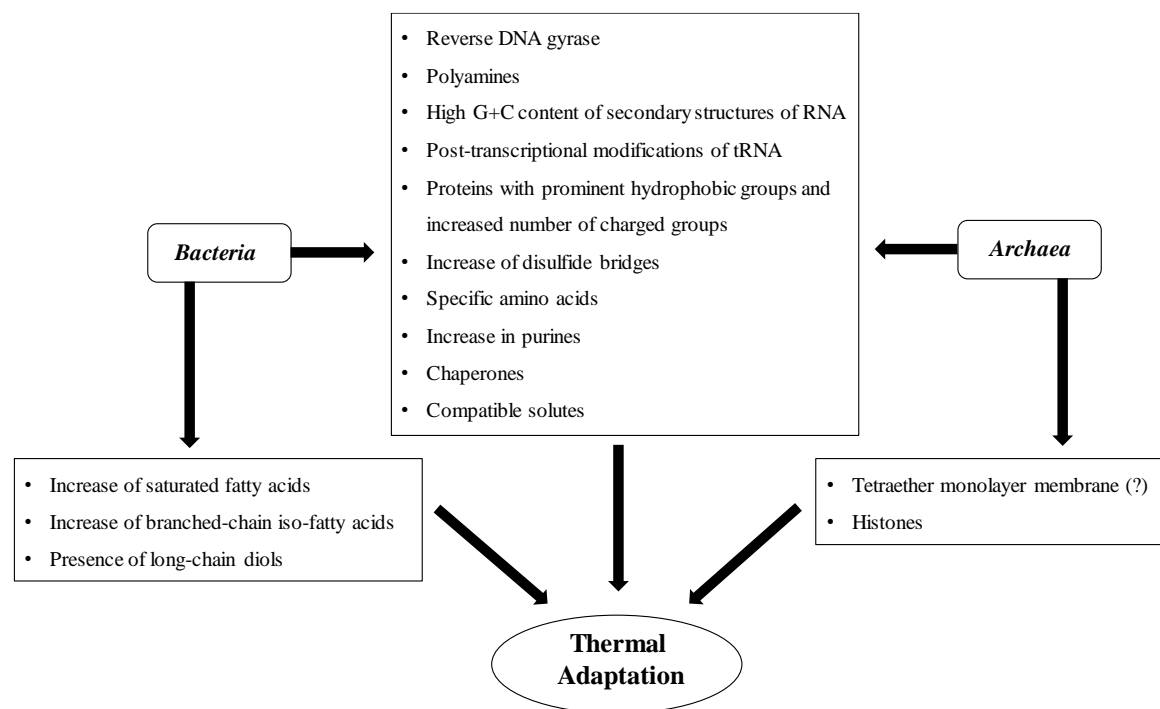 • Reverse DNA gyrase
• Polyamines
• High G+C content of secondary structures of RNA
• Post-transcriptional modifications of tRNA
• Proteins with prominent hydrophobic groups and
increased number of charged groups
• Increase of disulfide bridges
• Specific amino acids
• Increase in purines
• Chaperones
• Compatible solutes
Bacteria
Archaea
• Increase of saturated fatty acids
• Increase of branched-chain iso-fatty acids
• Presence of long-chain diols
• Tetraether monolayer membrane (?)
• Histones
Thermal
Adaptation